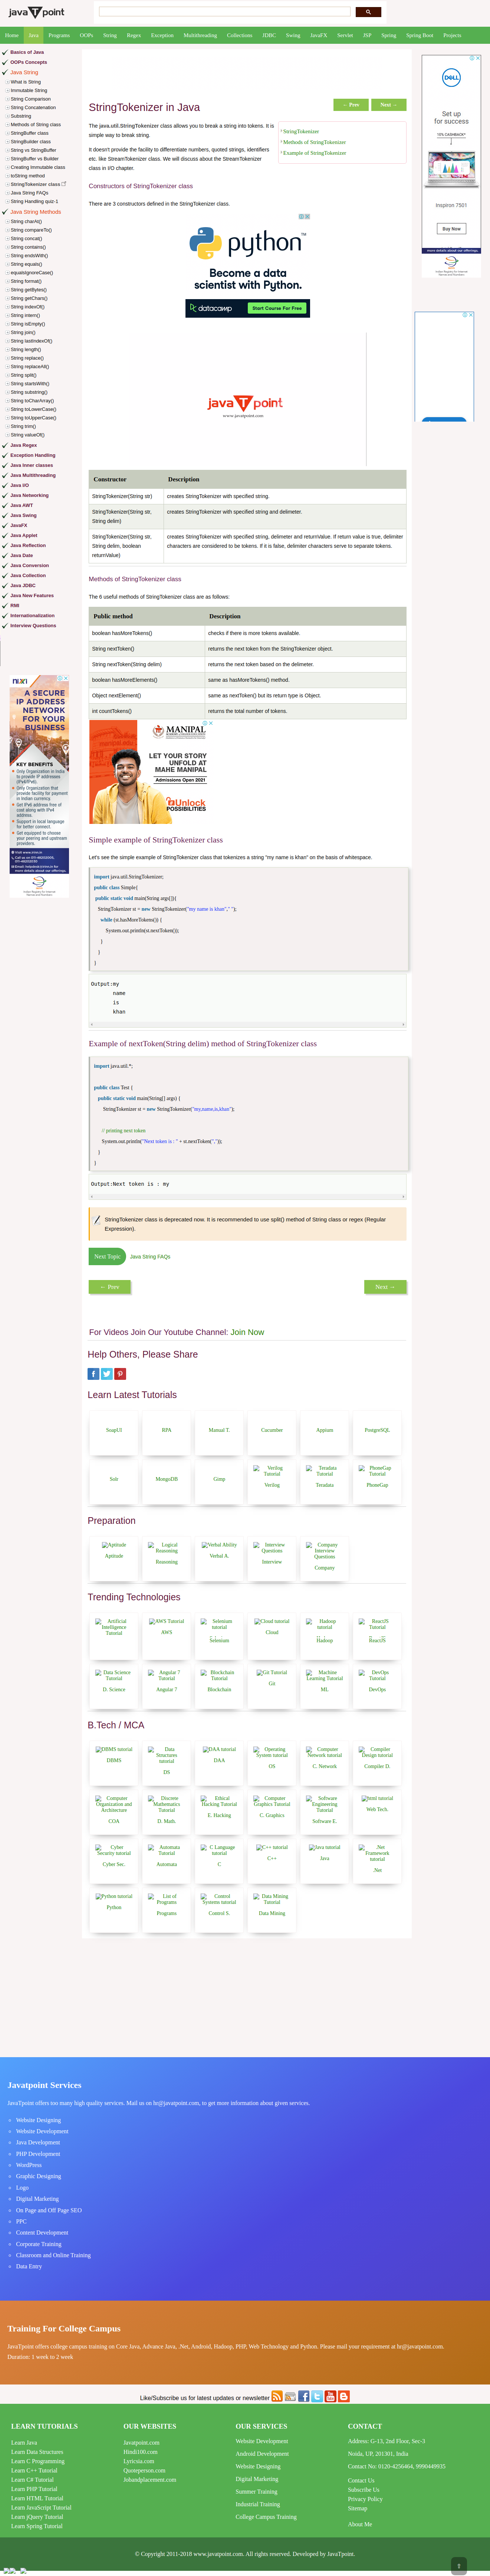 javaTpoint
Home
Java
Programs
OOPs
String
Regex
Exception
Multithreading
Collections
JDBC
Swing
JavaFX
Servlet
JSP
Spring
Spring Boot
Projects
Basics of Java
OOPs Concepts
Java String
What is String
Immutable String
String Comparison
String Concatenation
Substring
Methods of String class
StringBuffer class
StringBuilder class
String vs StringBuffer
StringBuffer vs Builder
Creating Immutable class
toString method
StringTokenizer class
Java String FAQs
String Handling quiz-1
Java String Methods
String charAt()
String compareTo()
String concat()
String contains()
String endsWith()
String equals()
equalsIgnoreCase()
String format()
String getBytes()
String getChars()
String indexOf()
String intern()
String isEmpty()
String join()
String lastIndexOf()
String length()
String replace()
String replaceAll()
String split()
String startsWith()
String substring()
String toCharArray()
String toLowerCase()
String toUpperCase()
String trim()
String valueOf()
Java Regex
Exception Handling
Java Inner classes
Java Multithreading
Java I/O
Java Networking
Java AWT
Java Swing
JavaFX
Java Applet
Java Reflection
Java Date
Java Conversion
Java Collection
Java JDBC
Java New Features
RMI
Internationalization
Interview Questions
nixi
A SECURE
IP ADDRESS
NETWORK
FOR YOUR
BUSINESS
KEY BENEFITS
StringTokenizer in Java
← Prev
Next →
The java.util.StringTokenizer class allows you to break a string into tokens. It is
simple way to break string.
It doesn't provide the facility to differentiate numbers, quoted strings, identifiers
etc. like StreamTokenizer class. We will discuss about the StreamTokenizer
class in I/O chapter.
StringTokenizer
Methods of StringTokenizer
Example of StringTokenizer
Constructors of StringTokenizer class
There are 3 constructors defined in the StringTokenizer class.
python™
Become a data
scientist with Python.
DataCamp
Start Course For Free
javaTpoint
www.javatpoint.com
Constructor Description
StringTokenizer(String str) creates StringTokenizer with specified string.
StringTokenizer(String str, creates StringTokenizer with specified string and delimeter.
String delim)
StringTokenizer(String str, creates StringTokenizer with specified string, delimeter and returnValue. If return value is true, delimiter
String delim, boolean characters are considered to be tokens. If it is false, delimiter characters serve to separate tokens.
returnValue)
Methods of StringTokenizer class
The 6 useful methods of StringTokenizer class are as follows:
Public method Description
boolean hasMoreTokens() checks if there is more tokens available.
String nextToken() returns the next token from the StringTokenizer object.
String nextToken(String delim) returns the next token based on the delimeter.
boolean hasMoreElements() same as hasMoreTokens() method.
Object nextElement() same as nextToken() but its return type is Object.
int countTokens() returns the total number of tokens.
MANIPAL
LET YOUR STORY
UNFOLD AT
MAHE MANIPAL
Admissions Open 2021
#UnlockPossibilities
Simple example of StringTokenizer class
Let's see the simple example of StringTokenizer class that tokenizes a string "my name is khan" on the basis of whitespace.
import java.util.StringTokenizer;
public class Simple{
public static void main(String args[]){
StringTokenizer st = new StringTokenizer("my name is khan"," ");
while (st.hasMoreTokens()) {
System.out.println(st.nextToken());
}
}
}
Output:my
name
is
khan
Example of nextToken(String delim) method of StringTokenizer class
import java.util.*;
public class Test {
public static void main(String[] args) {
StringTokenizer st = new StringTokenizer("my,name,is,khan");
// printing next token
System.out.println("Next token is : " + st.nextToken(","));
}
}
Output:Next token is : my
StringTokenizer class is deprecated now. It is recommended to use split() method of String class or regex (Regular
Expression).
Next Topic Java String FAQs
← Prev
Next →
For Videos Join Our Youtube Channel: Join Now
Help Others, Please Share
Learn Latest Tutorials
SoapUI
RPA
Manual T.
Cucumber
Appium
PostgreSQL
Solr
MongoDB
Gimp
Verilog Tutorial
Verilog
Teradata Tutorial
Teradata
PhoneGap Tutorial
PhoneGap
Preparation
Aptitude
Aptitude
Logical Reasoning
Reasoning
Verbal Ability
Verbal A.
Interview Questions
Interview
Company Interview Questions
Company
Trending Technologies
Artificial Intelligence Tutorial
AWS Tutorial
AWS
Selenium tutorial
Selenium
Cloud tutorial
Cloud
Hadoop tutorial
Hadoop
ReactJS Tutorial
ReactJS
Data Science Tutorial
D. Science
Angular 7 Tutorial
Angular 7
Blockchain Tutorial
Blockchain
Git Tutorial
Git
Machine Learning Tutorial
ML
DevOps Tutorial
DevOps
B.Tech / MCA
DBMS tutorial
DBMS
Data Structures tutorial
DS
DAA tutorial
DAA
Operating System tutorial
OS
Computer Network tutorial
C. Network
Compiler Design tutorial
Compiler D.
Computer Organization and Architecture
COA
Discrete Mathematics Tutorial
D. Math.
Ethical Hacking Tutorial
E. Hacking
Computer Graphics Tutorial
C. Graphics
Software Engineering Tutorial
Software E.
html tutorial
Web Tech.
Cyber Security tutorial
Cyber Sec.
Automata Tutorial
Automata
C Language tutorial
C
C++ tutorial
C++
Java tutorial
Java
.Net Framework tutorial
.Net
Python tutorial
Python
List of Programs
Programs
Control Systems tutorial
Control S.
Data Mining Tutorial
Data Mining
DELL
Set up
for success
15% CASHBACK
Inspiron 7501
Buy Now
Javatpoint Services
JavaTpoint offers too many high quality services. Mail us on hr@javatpoint.com, to get more information about given services.
Website Designing
Website Development
Java Development
PHP Development
WordPress
Graphic Designing
Logo
Digital Marketing
On Page and Off Page SEO
PPC
Content Development
Corporate Training
Classroom and Online Training
Data Entry
Training For College Campus
JavaTpoint offers college campus training on Core Java, Advance Java, .Net, Android, Hadoop, PHP, Web Technology and Python. Please mail your requirement at hr@javatpoint.com.
Duration: 1 week to 2 week
Like/Subscribe us for latest updates or newsletter
LEARN TUTORIALS
Learn Java
Learn Data Structures
Learn C Programming
Learn C++ Tutorial
Learn C# Tutorial
Learn PHP Tutorial
Learn HTML Tutorial
Learn JavaScript Tutorial
Learn jQuery Tutorial
Learn Spring Tutorial
OUR WEBSITES
Javatpoint.com
Hindi100.com
Lyricsia.com
Quoteperson.com
Jobandplacement.com
OUR SERVICES
Website Development
Android Development
Website Designing
Digital Marketing
Summer Training
Industrial Training
College Campus Training
CONTACT
Address: G-13, 2nd Floor, Sec-3
Noida, UP, 201301, India
Contact No: 0120-4256464, 9990449935
Contact Us
Subscribe Us
Privacy Policy
Sitemap
About Me
© Copyright 2011-2018 www.javatpoint.com. All rights reserved. Developed by JavaTpoint.